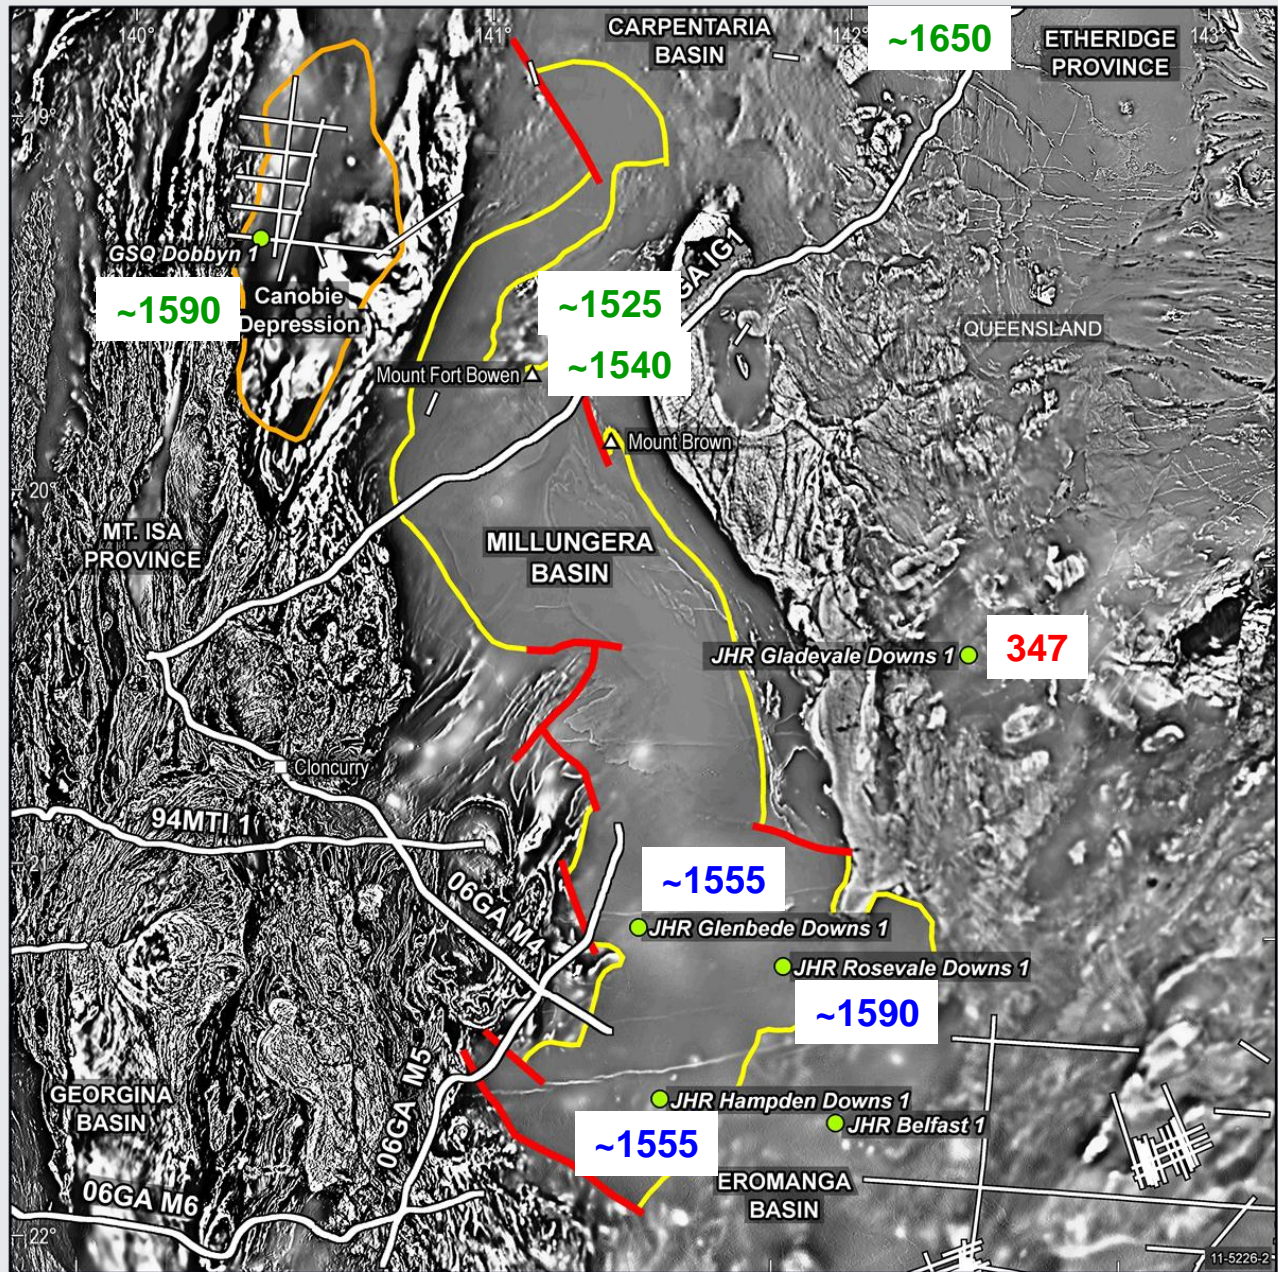 140°
141°
CARPENTARIA
BASIN
142°
~1650
ETHERIDGE
PROVINCE
143°
19°
GSQ Dobbyn 1
~1590
Canobie
Depression
~1525
GA IG1
QUEENSLAND
Mount Fort Bowen
~1540
Mount Brown
20°
MT. ISA
PROVINCE
MILLUNGERA
BASIN
JHR Gladevale Downs 1
347
Cloncurry
94MTI 1
21°
06GA M4
~1555
JHR Glenbede Downs 1
JHR Rosevale Downs 1
~1590
GEORGINA
BASIN
06GA M5
JHR Hampden Downs 1
JHR Belfast 1
~1555
06GA M6
EROMANGA
BASIN
22°
11-5226-2